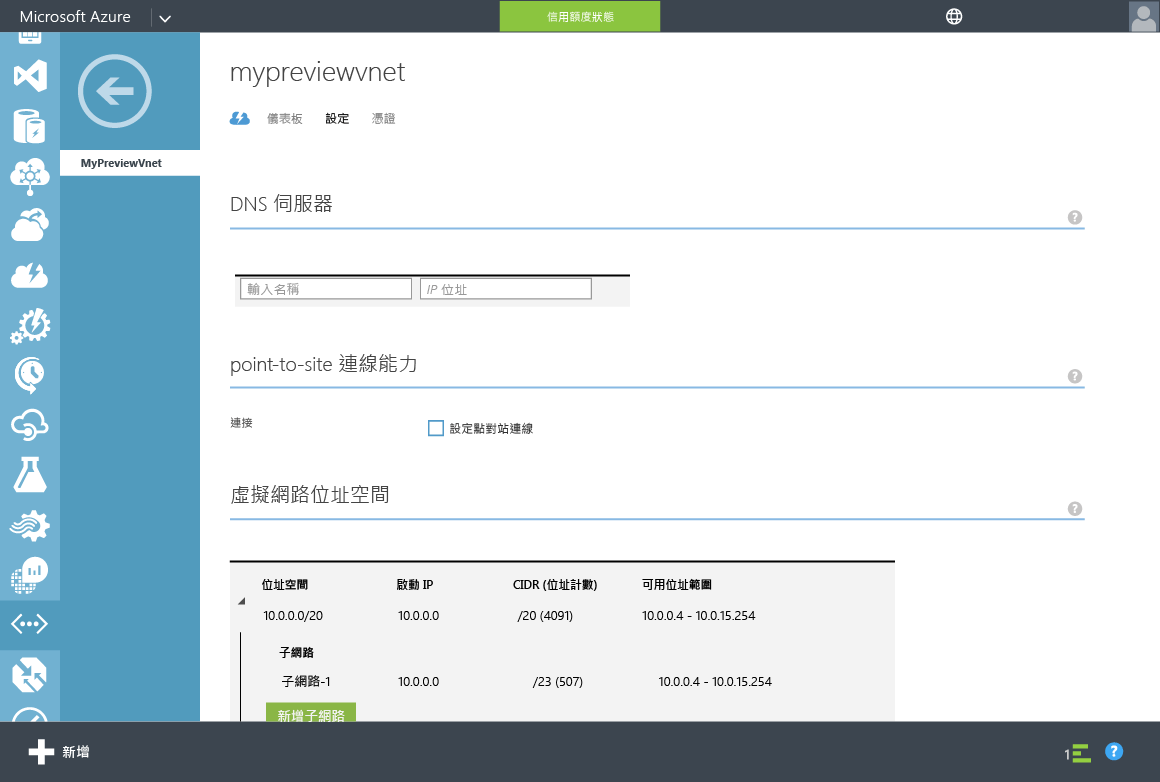 Microsoft Azure
信用額度狀態
MyPreviewVnet
mypreviewvnet
儀表板 設定 憑證
DNS 伺服器
?
輸入名稱 IP 位址
point-to-site 連線能力
?
連接
設定點對站連線
虛擬網路位址空間
?
位址空間 啟動 IP CIDR (位址計數) 可用位址範圍
10.0.0.0/20 10.0.0.0 /20 (4091) 10.0.0.4 - 10.0.15.254
子網路
子網路-1 10.0.0.0 /23 (507) 10.0.0.4 - 10.0.15.254
新增子網路
新增
1
?